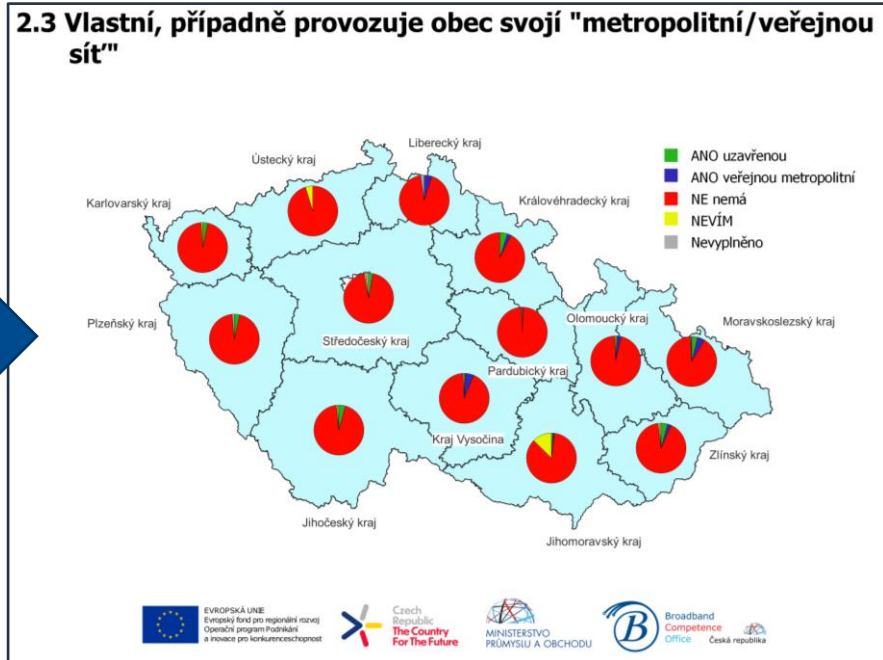 2.3 Vlastní, případně provozuje obec svojí "metropolitní/veřejnou
síť"
Liberecký kraj
Ústecký kraj
Karlovarský kraj
Královéhradecký kraj
ANO uzavřenou
ANO veřejnou metropolitní
NE nemá
NEVÍM
Nevyplněno
Plzeňský kraj
Středočeský kraj
Olomoucký kraj
Moravskoslezský kraj
Pardubický kraj
Kraj Vysočina
Zlínský kraj
Jihočeský kraj
Jihomoravský kraj
EVROPSKÁ UNIE
Evropský fond pro regionální rozvoj
Operační program Podnikání
a inovace pro konkurenceschopnost
Czech
Republic
The Country
For The Future
MINISTERSTVO
PRŮMYSLU A OBCHODU
B
Broadband
Competence
Office
Česká republika